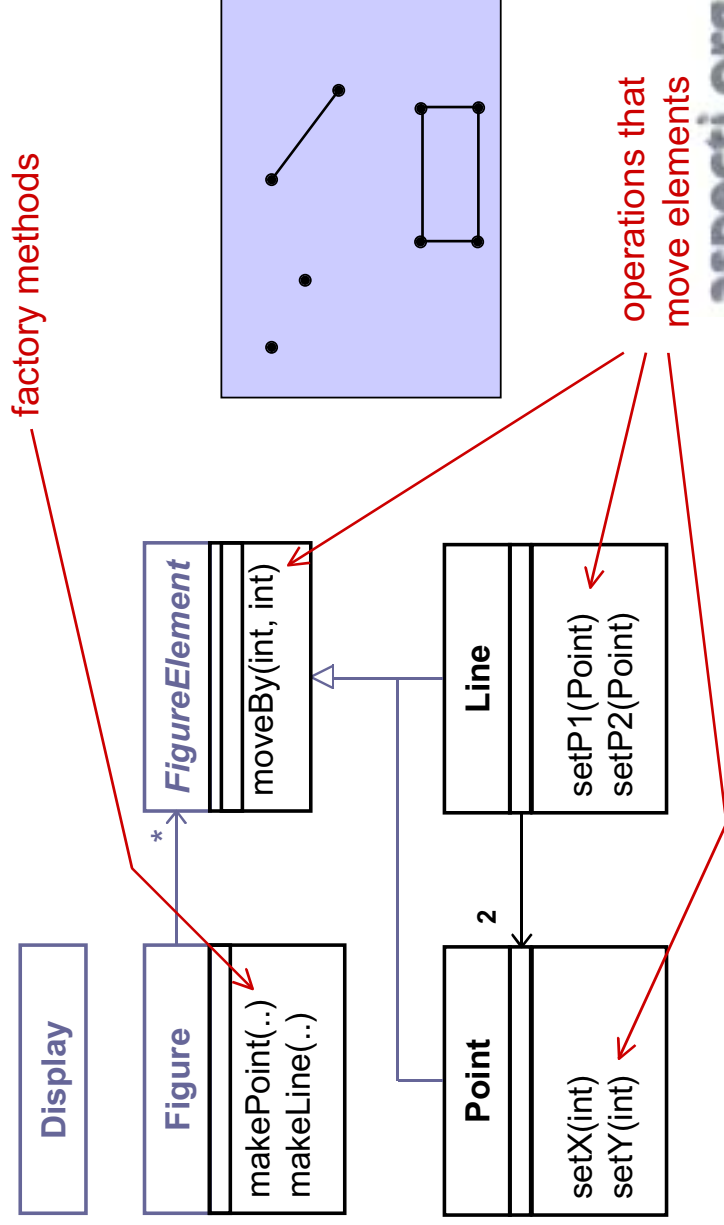 factory methods
Display
Figure
makePoint(..)
makeLine(..)
*
FigureElement
moveBy(int, int)
Point
setX(int)
setY(int)
2
Line
setP1(Point)
setP2(Point)
operations that
move elements